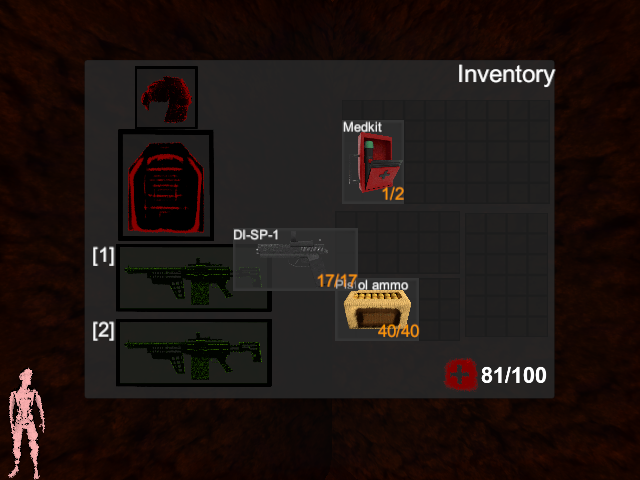 Inventory
Medkit
1/2
DI-SP-1
[1]
17/17
ol ammo
40/40
[2]
81/100